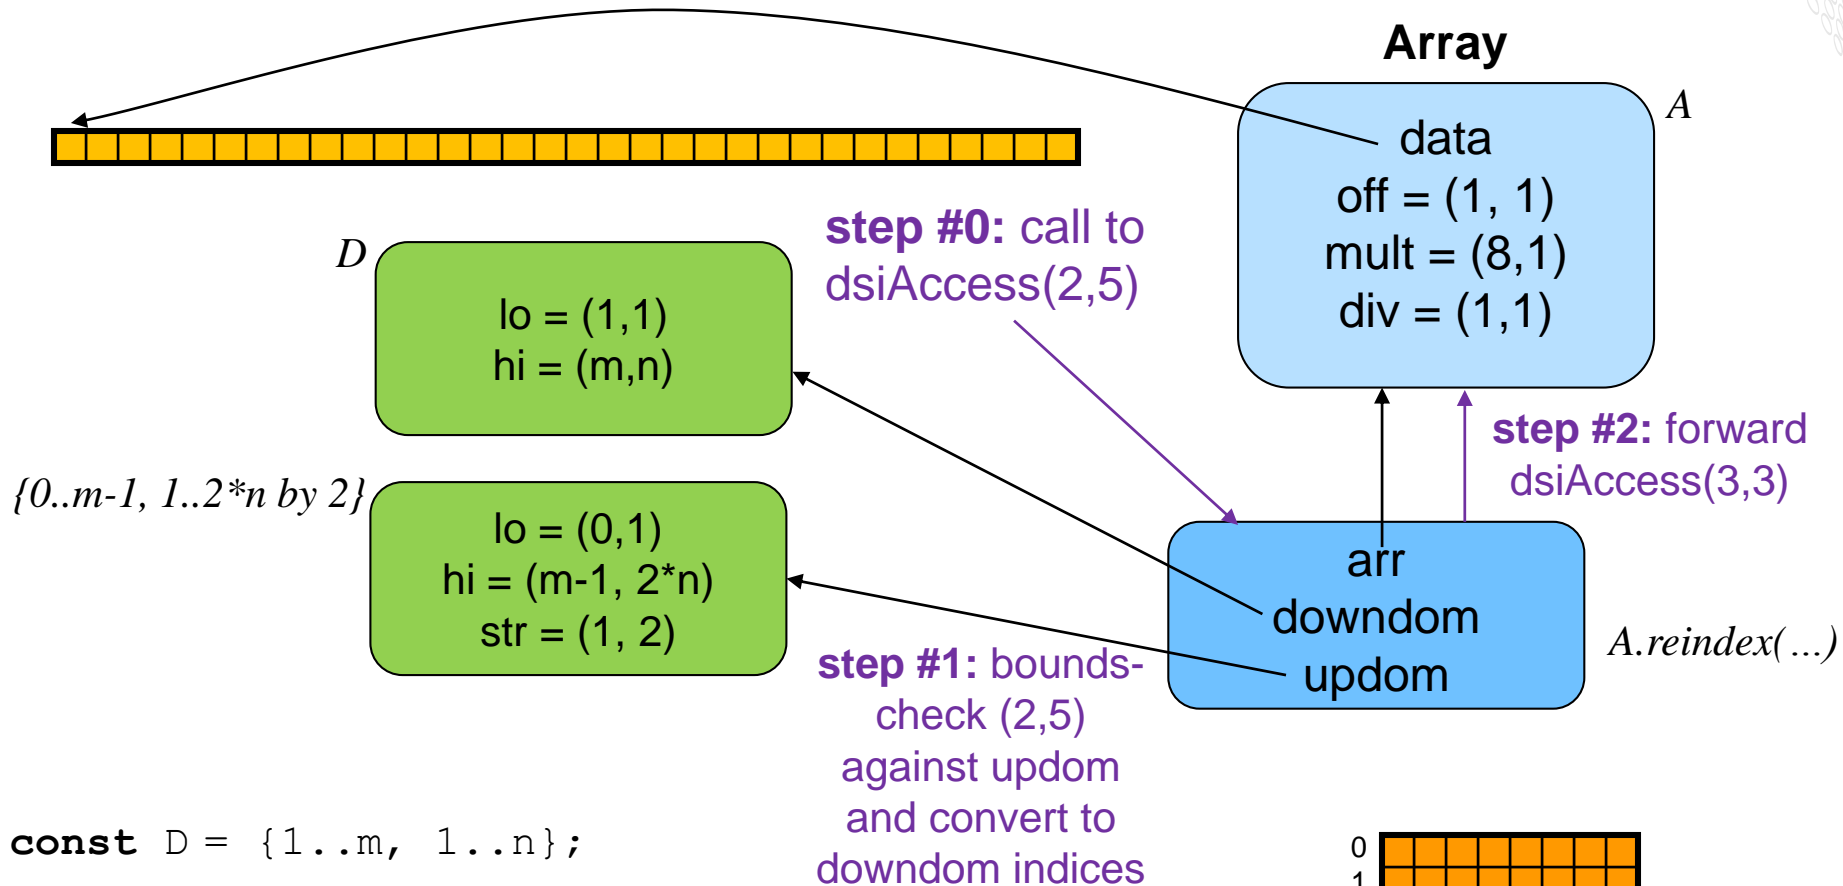 Array
A
data
off = (1, 1)
mult = (8,1)
div = (1,1)
step #0: call to
dsiAccess(2,5)
D
lo = (1,1)
hi = (m,n)
step #2: forward
dsiAccess(3,3)
{0..m-1, 1..2*n by 2}
lo = (0,1)
hi = (m-1, 2*n)
str = (1, 2)
arr
downdom
updom
A.reindex(...)
step #1: bounds-
check (2,5)
against updom
and convert to
downdom indices
const D = {1..m, 1..n};
0
1